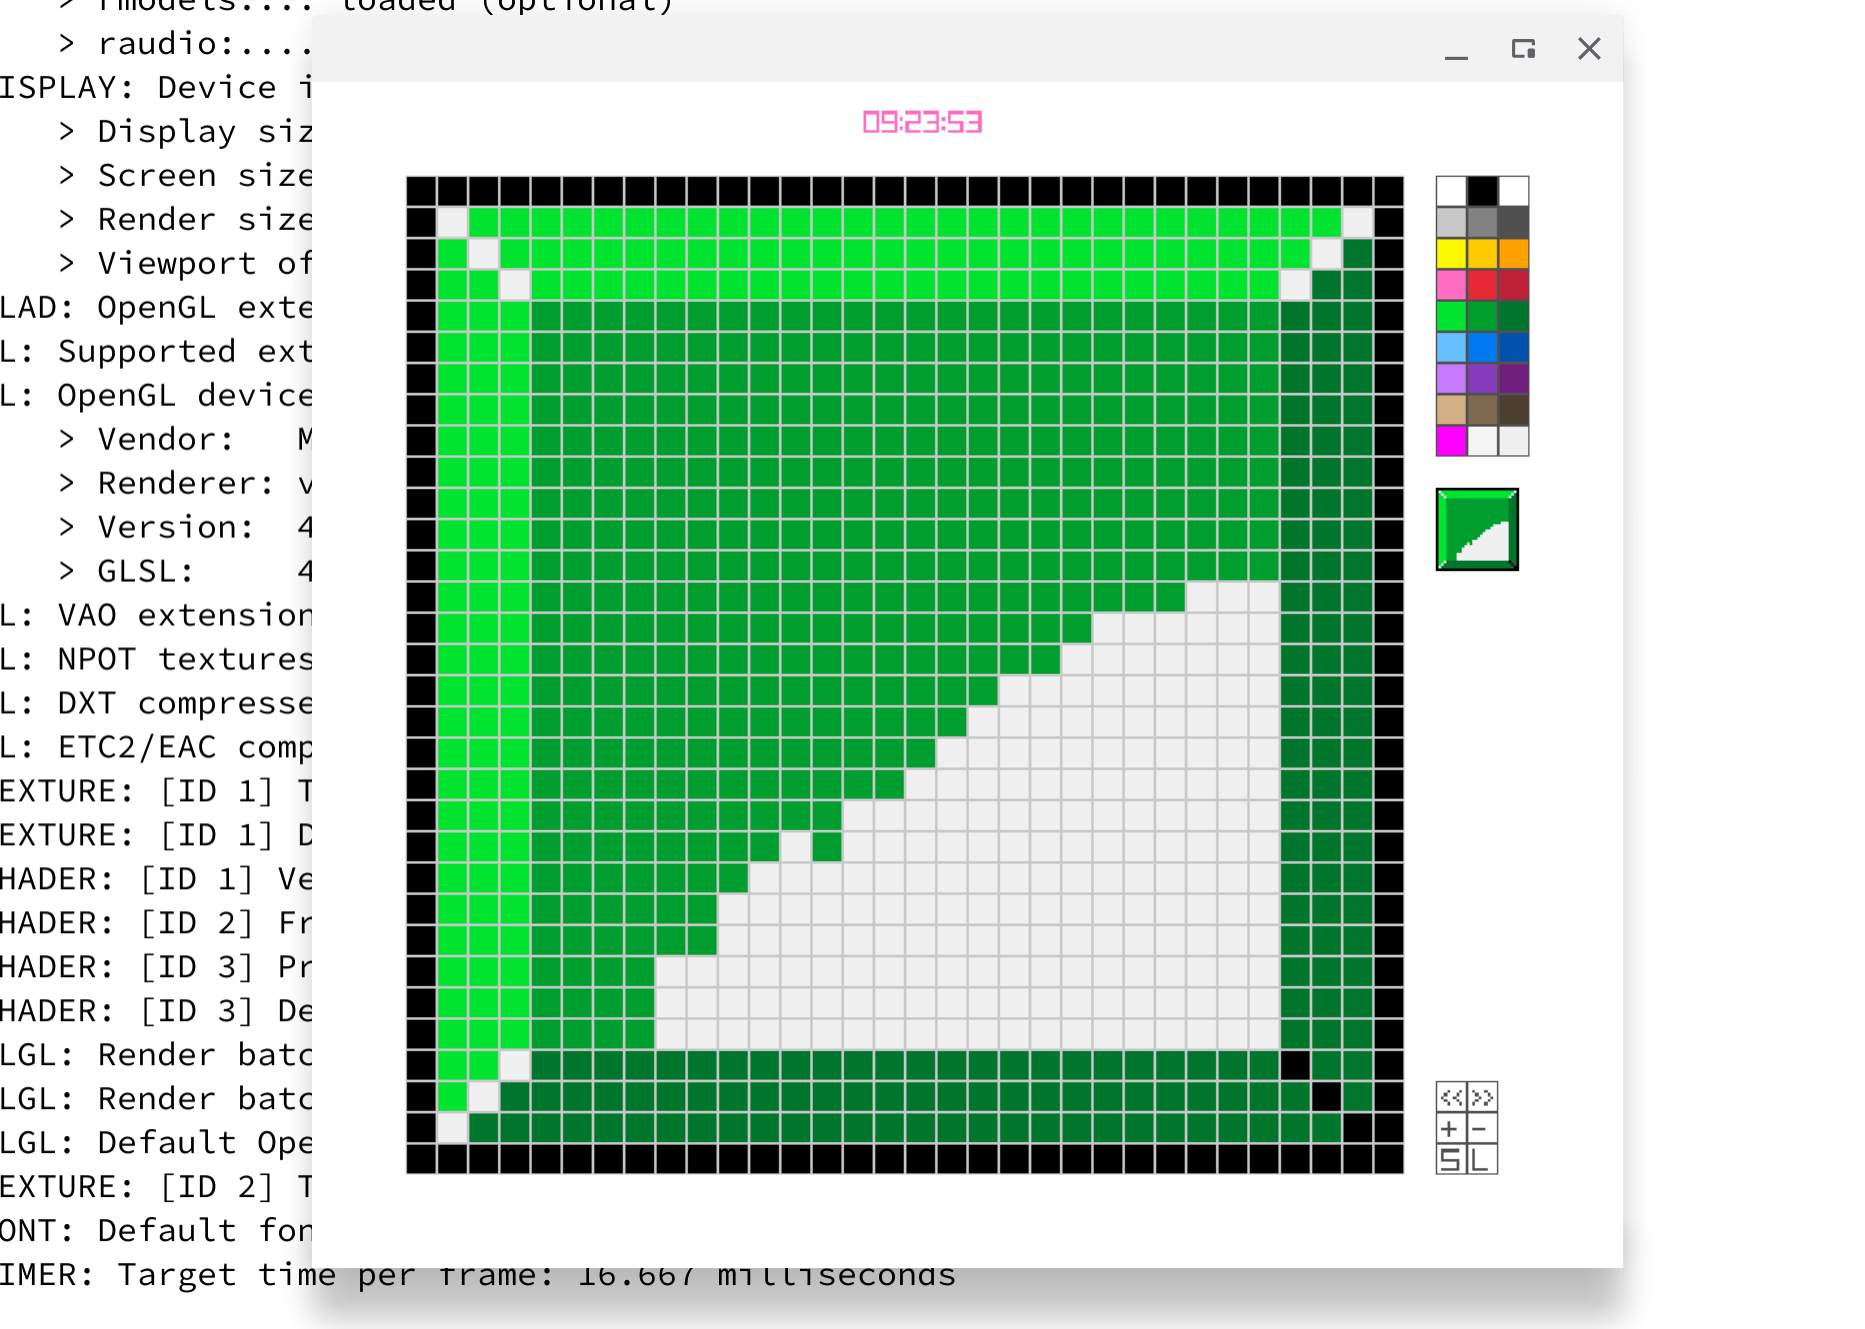 > rmodels:.... loaded (optional)
> raudio:....
ISPLAY: Device i
> Display siz
> Screen size
> Render size
> Viewport of
LAD: OpenGL exte
L: Supported ext
L: OpenGL device
> Vendor: M
> Renderer: v
> Version: 4
> GLSL: 4
L: VAO extension
L: NPOT textures
L: DXT compresse
L: ETC2/EAC comp
EXTURE: [ID 1] T
EXTURE: [ID 1] D
HADER: [ID 1] Ve
HADER: [ID 2] Fr
HADER: [ID 3] Pr
HADER: [ID 3] De
LGL: Render batc
LGL: Render batc
LGL: Default Ope
EXTURE: [ID 2] T
ONT: Default fon
IMER: Target time per frame: 16.667 milliseconds
09:23:53
<< >>
+ -
S L